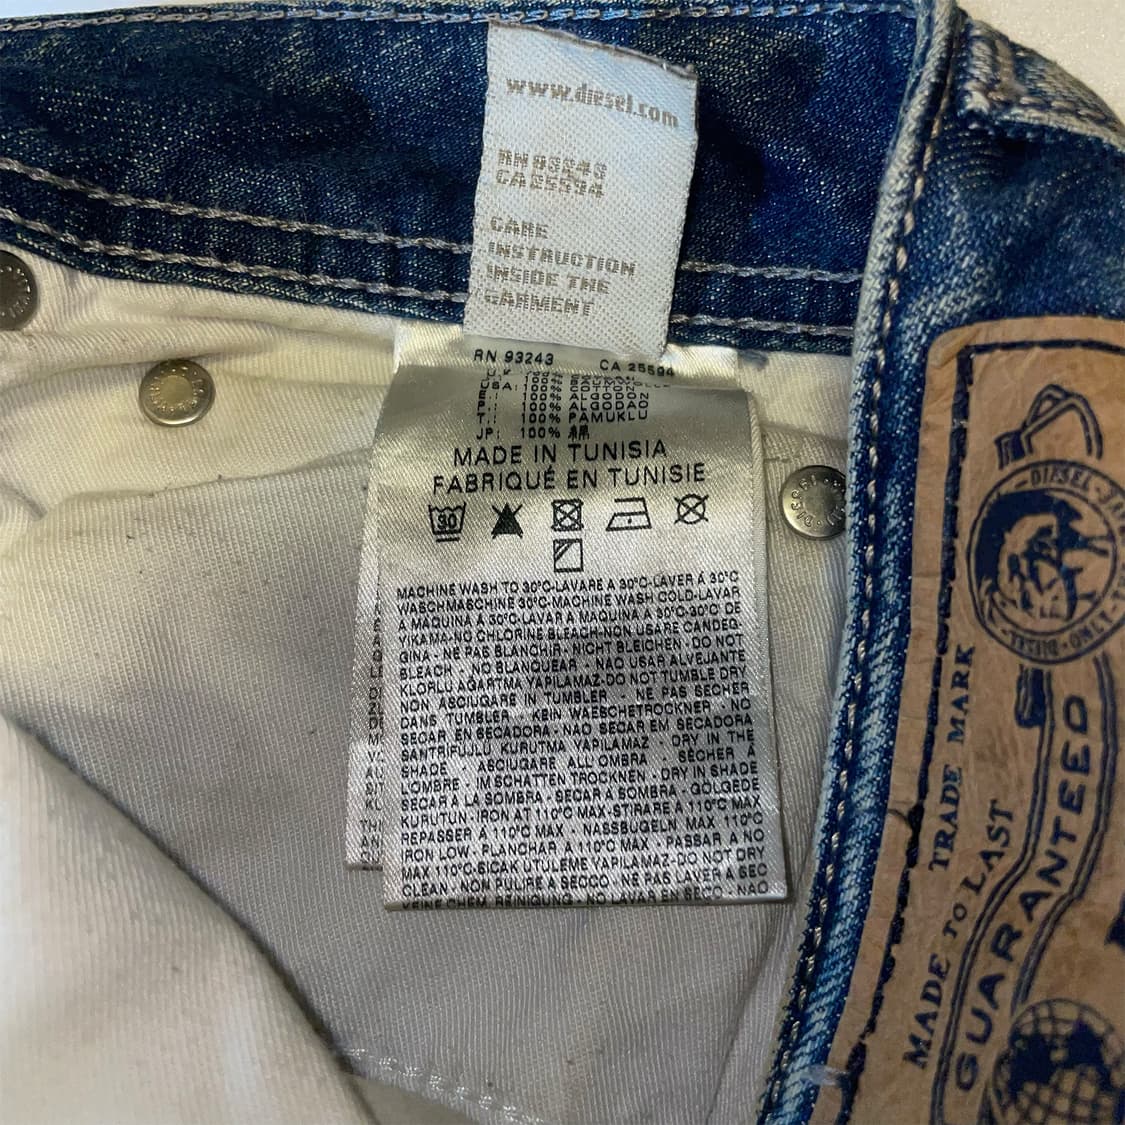 www.diesel.com
CA 25594
CARE
INSTRUCTION
INSIDE THE
GARMENT
RN 93243 CA 25594
USA: 100% COTTON
E.: 100% ALGODON
P.: 100% ALGODAO
T.: 100% PAMUKLU
JP: 100% 綿
MADE IN TUNISIA
FABRIQUÉ EN TUNISIE
30
MACHINE WASH TO 30°C-LAVARE A 30°C-LAVER À 30°C
WASCHMASCHINE 30°C-MACHINE WASH COLD-LAVAR
A MAQUINA A 30°C-LAVAR A MAQUINA A 30°C-30°C DE
YIKAMA-NO CHLORINE BLEACH-NON USARE CANDEG-
GINA - NE PAS BLANCHIR - NICHT BLEICHEN - DO NOT
BLEACH - NO BLANQUEAR - NAO USAR ALVEJANTE
KLORLU AĞARTMA YAPILAMAZ-DO NOT TUMBLE DRY
NON ASCIUGARE IN TUMBLER - NE PAS SECHER
DANS TUMBLER - KEIN WAESCHETROCKNER - NO
SECAR EN SECADORA - NAO SECAR EM SECADORA
SANTRIFUJLU KURUTMA YAPILAMAZ - DRY IN THE
SHADE - ASCIUGARE ALL'OMBRA - SÉCHER À
L'OMBRE - IM SCHATTEN TROCKNEN - DRY IN SHADE
SECAR A LA SOMBRA - SECAR A SOMBRA - GOLGEDE
KURUTUN - IRON AT 110°C MAX-STIRARE A 110°C MAX
REPASSER À 110°C MAX - NASSBUGELN MAX 110°C
IRON LOW - PLANCHAR A 110°C MAX - PASSAR A NO
MAX 110°C-SICAK UTULEME YAPILAMAZ-DO NOT DRY
CLEAN - NON PULIRE A SECCO - NE PAS LAVER À SEC
KEINE CHEM. REINIGUNG - NO LAVAR EN SECO - NAO
DIESEL
TRADE MARK
MADE TO LAST
GUARANTEED